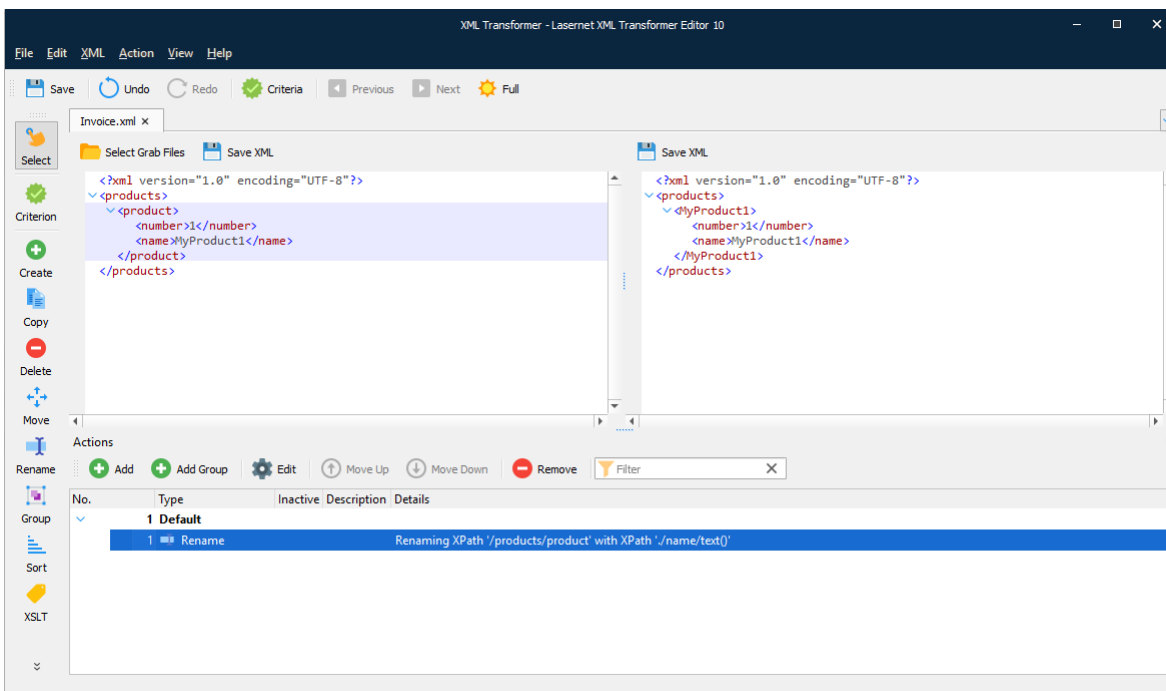 XML Transformer - Lasernet XML Transformer Editor 10
File Edit XML Action View Help
Save Undo Redo Criteria Previous Next Full
Invoice.xml
Select
Criterion
Create
Copy
Delete
Move
Rename
Group
Sort
XSLT
Select Grab Files Save XML
<?xml version="1.0" encoding="UTF-8"?>
<products>
<product>
<number>1</number>
<name>MyProduct1</name>
</product>
</products>
Save XML
<?xml version="1.0" encoding="UTF-8"?>
<products>
<MyProduct1>
<number>1</number>
<name>MyProduct1</name>
</MyProduct1>
</products>
Actions
Add Add Group Edit Move Up Move Down Remove Filter
No. Type Inactive Description Details
1 Default
1 Rename Renaming XPath '/products/product' with XPath './name/text()'